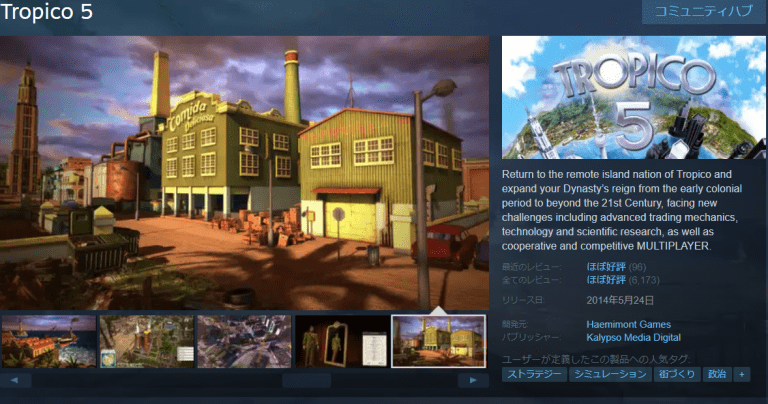 Tropico 5
コミュニティハブ
Comida
Deliciosa
TROPICO
5
Return to the remote island nation of Tropico and
expand your Dynasty's reign from the early colonial
period to beyond the 21st Century, facing new
challenges including advanced trading mechanics,
technology and scientific research, as well as
cooperative and competitive MULTIPLAYER.
最近のレビュー: ほぼ好評 (96)
全てのレビュー: ほぼ好評 (6,173)
リリース日: 2014年5月24日
開発元: Haemimont Games
パブリッシャー: Kalypso Media Digital
ユーザーが定義したこの製品への人気タグ:
ストラテジー シミュレーション 街づくり 政治 +